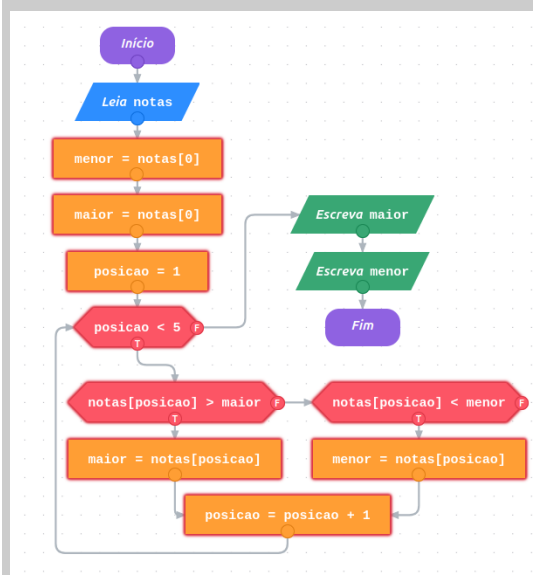 Início
Leia notas
menor = notas[0]
maior = notas[0]
posicao = 1
posicao < 5
F
T
Escreva maior
Escreva menor
Fim
notas[posicao] > maior
F
T
notas[posicao] < menor
F
T
maior = notas[posicao]
menor = notas[posicao]
posicao = posicao + 1